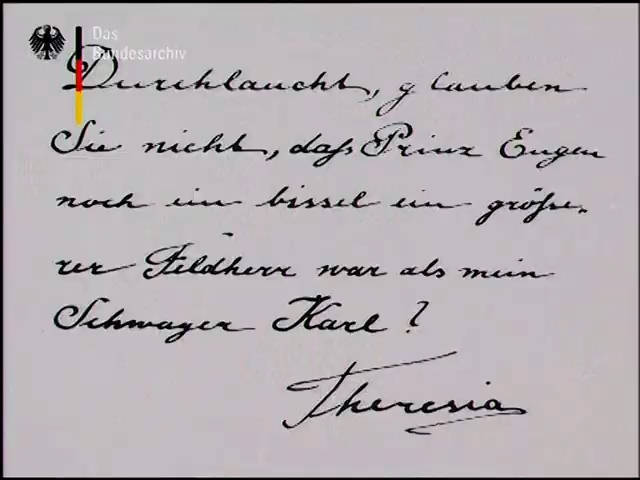 Das
Bundesarchiv
Durchlaucht, glauben
Sie nicht, daß Prinz Eugen
noch ein bissel ein größe-
rer Feldherr war als mein
Schwager Karl?
Theresia